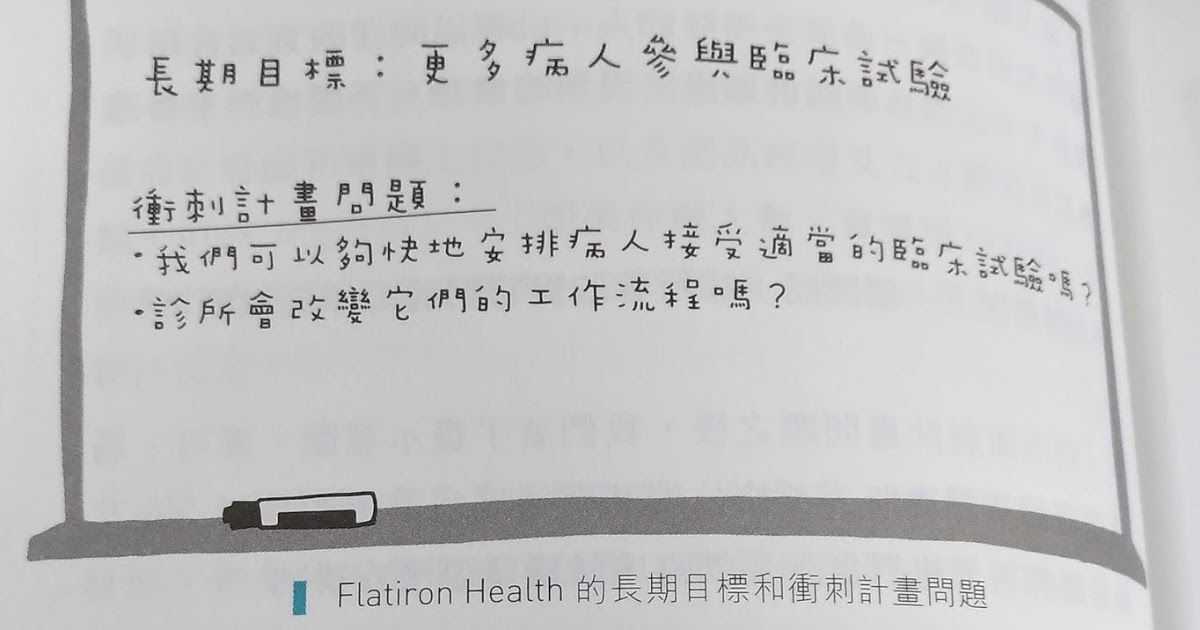 長期目標：更多病人參與臨床試驗
衝刺計畫問題：
·我們可以夠快地安排病人接受適當的臨床試驗嗎？
·診所會改變它們的工作流程嗎？
Flatiron Health 的長期目標和衝刺計畫問題